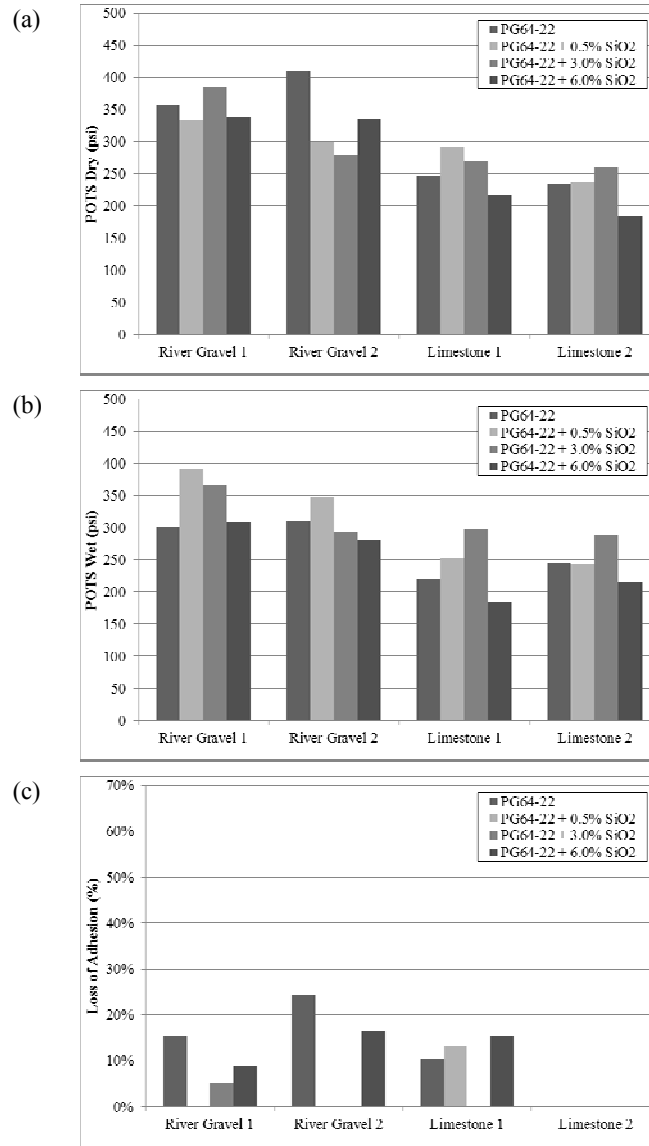 (a)
500
450
400
350
300
250
200
150
100
50
0
POTS Dry (psi)
PG64-22
PG64-22 + 0.5% SiO2
PG64-22 + 3.0% SiO2
PG64-22 + 6.0% SiO2
River Gravel 1 River Gravel 2 Limestone 1 Limestone 2
(b)
500
450
400
350
300
250
200
150
100
50
0
POTS Wet (psi)
PG64-22
PG64-22 + 0.5% SiO2
PG64-22 + 3.0% SiO2
PG64-22 + 6.0% SiO2
River Gravel 1 River Gravel 2 Limestone 1 Limestone 2
(c)
70%
60%
50%
40%
30%
20%
10%
0%
Loss of Adhesion (%)
PG64-22
PG64-22 + 0.5% SiO2
PG64-22 + 3.0% SiO2
PG64-22 + 6.0% SiO2
River Gravel 1 River Gravel 2 Limestone 1 Limestone 2